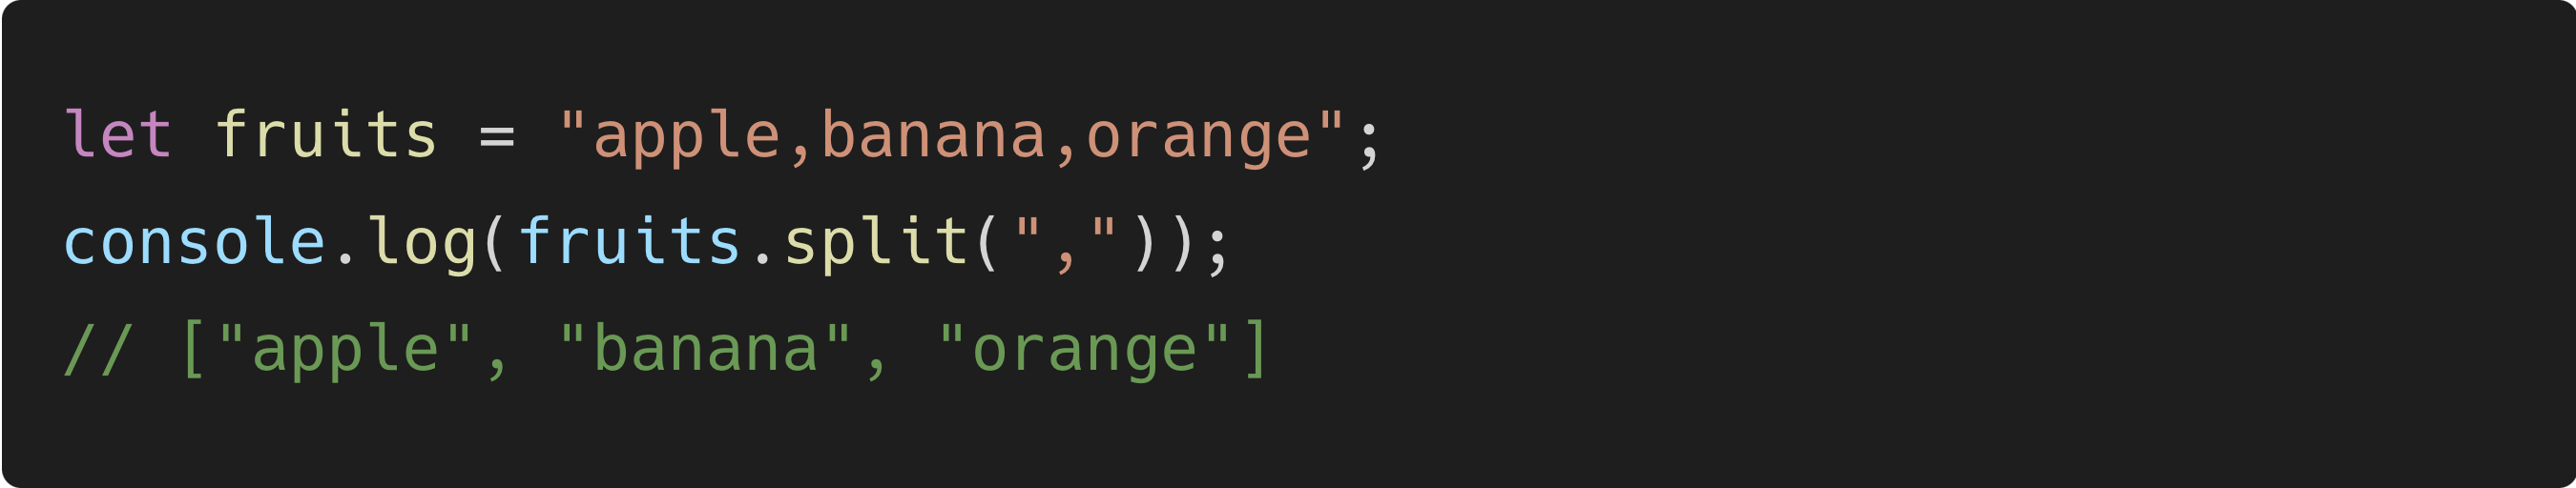 let fruits = "apple,banana,orange";
console.log(fruits.split(","));
// ["apple", "banana", "orange"]